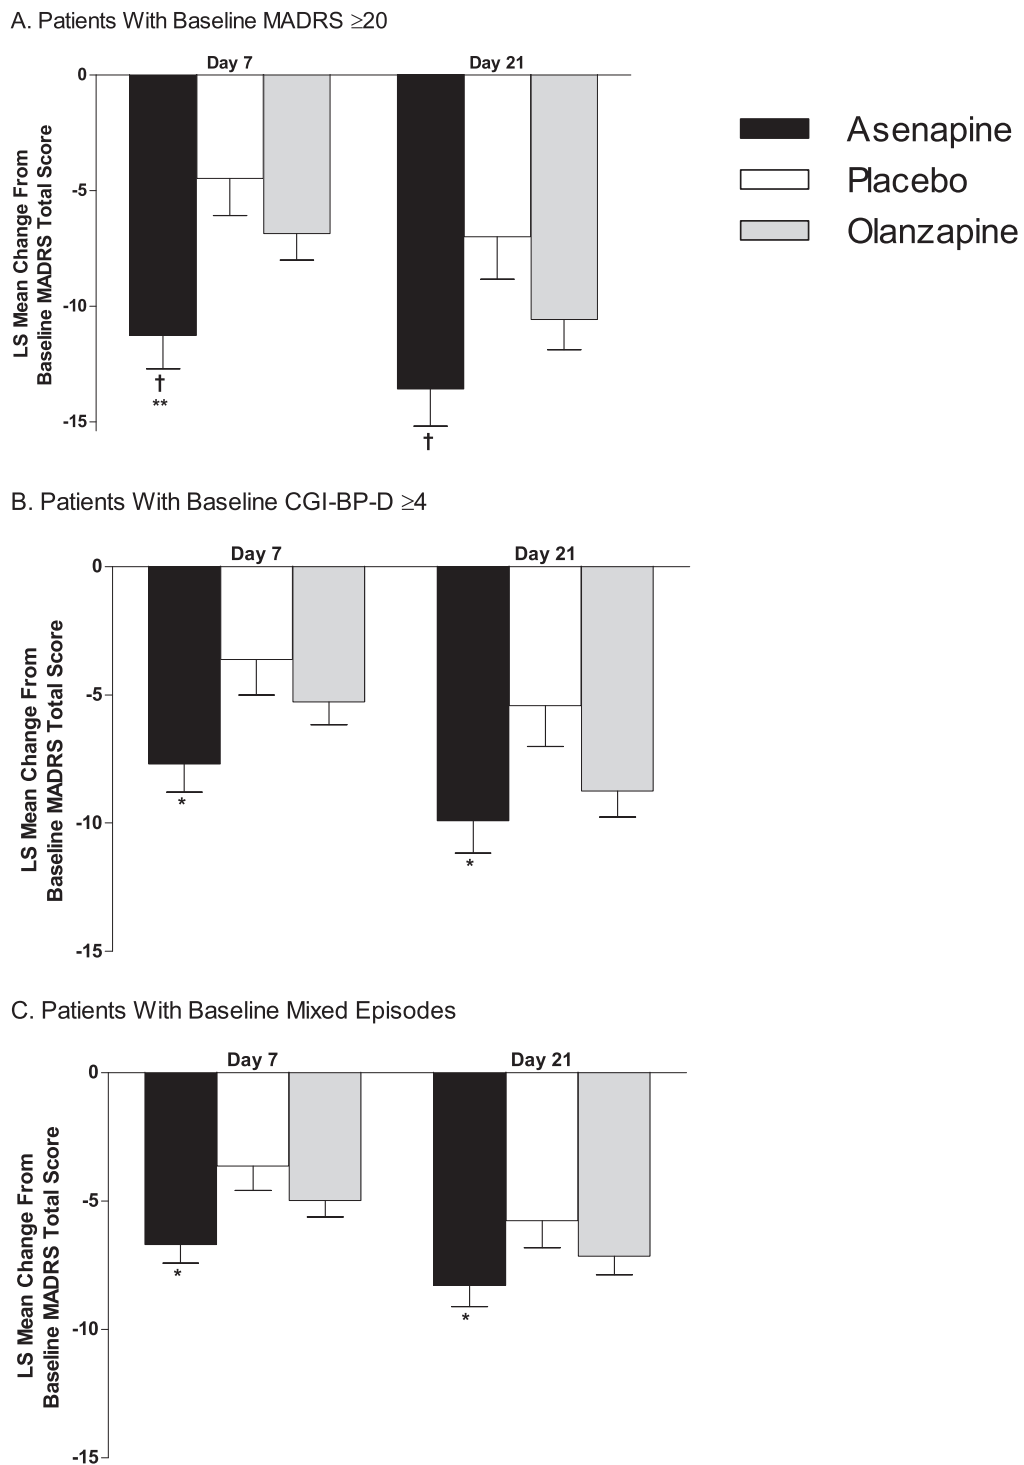 A. Patients With Baseline MADRS ≥20
Day 7
Day 21
0
-5
-10
-15
LS Mean Change From
Baseline MADRS Total Score
†
**
†
Asenapine
Placebo
Olanzapine
B. Patients With Baseline CGI-BP-D ≥4
Day 7
Day 21
0
-5
-10
-15
LS Mean Change From
Baseline MADRS Total Score
*
*
C. Patients With Baseline Mixed Episodes
Day 7
Day 21
0
-5
-10
-15
LS Mean Change From
Baseline MADRS Total Score
*
*